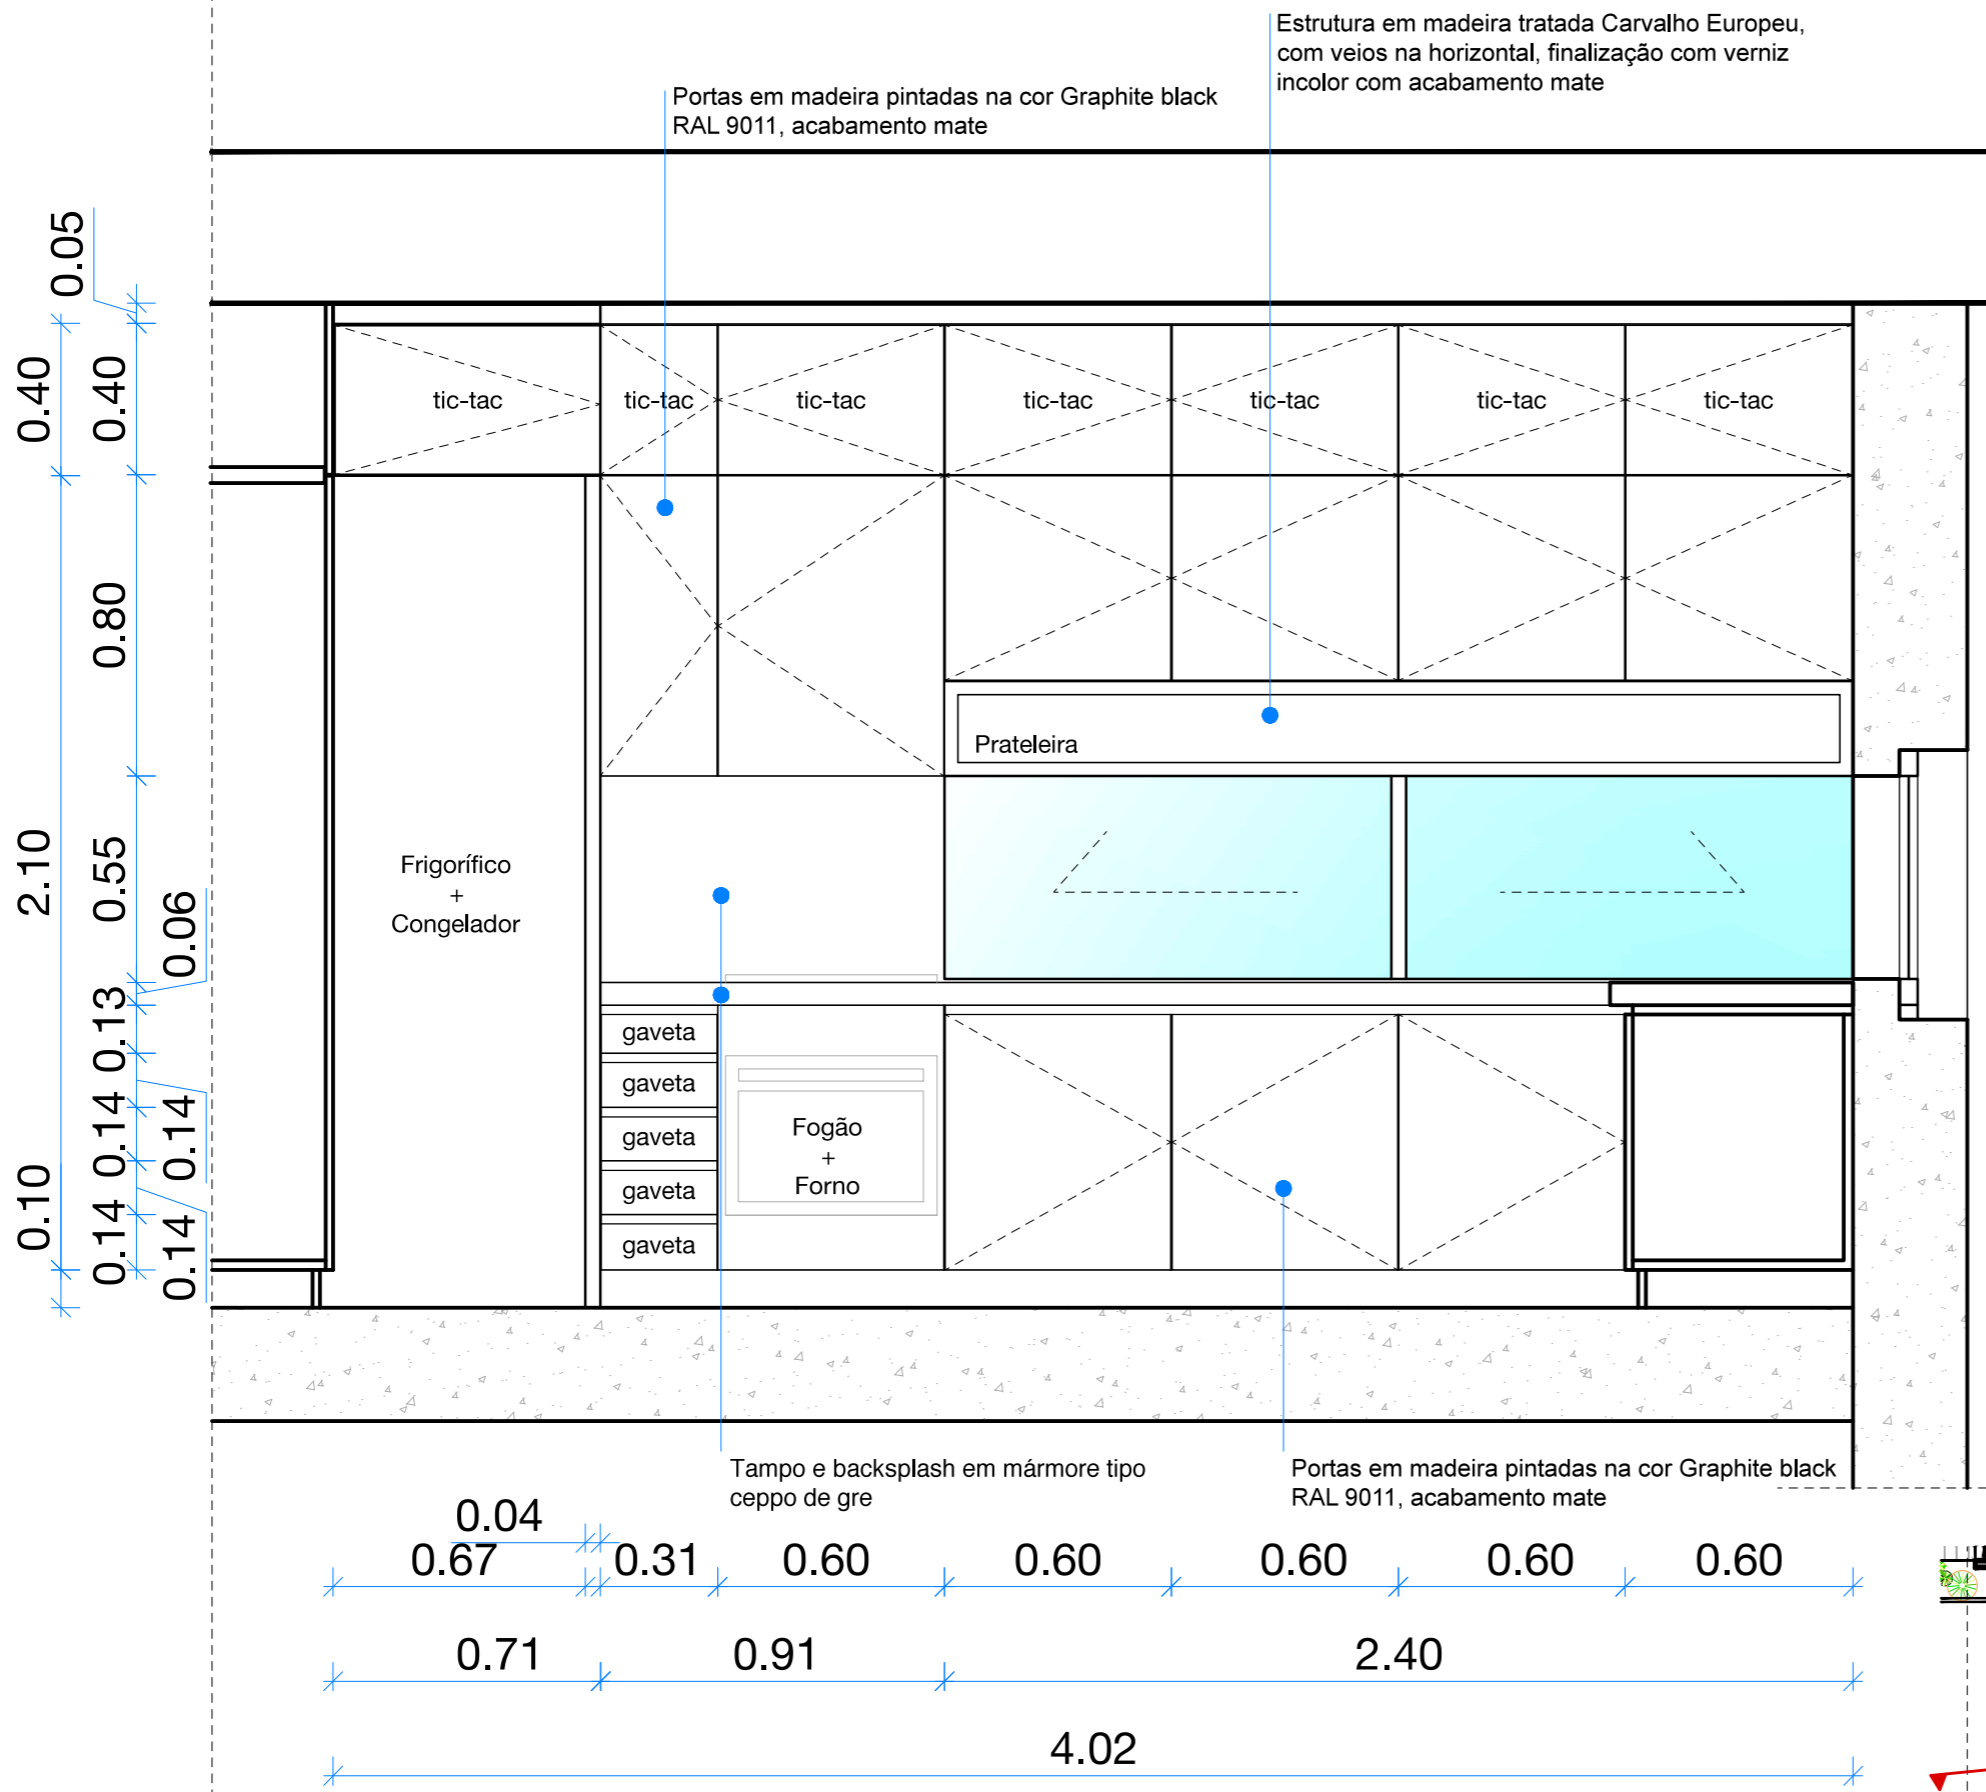 Estrutura em madeira tratada Carvalho Europeu,
com veios na horizontal, finalização com verniz
incolor com acabamento mate
Portas em madeira pintadas na cor Graphite black
RAL 9011, acabamento mate
0.05
0.40
0.40
tic-tac
tic-tac
tic-tac
tic-tac
tic-tac
tic-tac
tic-tac
0.80
Prateleira
2.10
0.55
0.06
Frigorífico
+
Congelador
0.13
0.14
0.14
0.14
0.14
0.10
gaveta
gaveta
gaveta
gaveta
gaveta
Fogão
+
Forno
Tampo e backsplash em mármore tipo
ceppo de gre
Portas em madeira pintadas na cor Graphite black
RAL 9011, acabamento mate
0.04
0.67
0.31
0.60
0.60
0.60
0.60
0.60
0.71
0.91
2.40
4.02